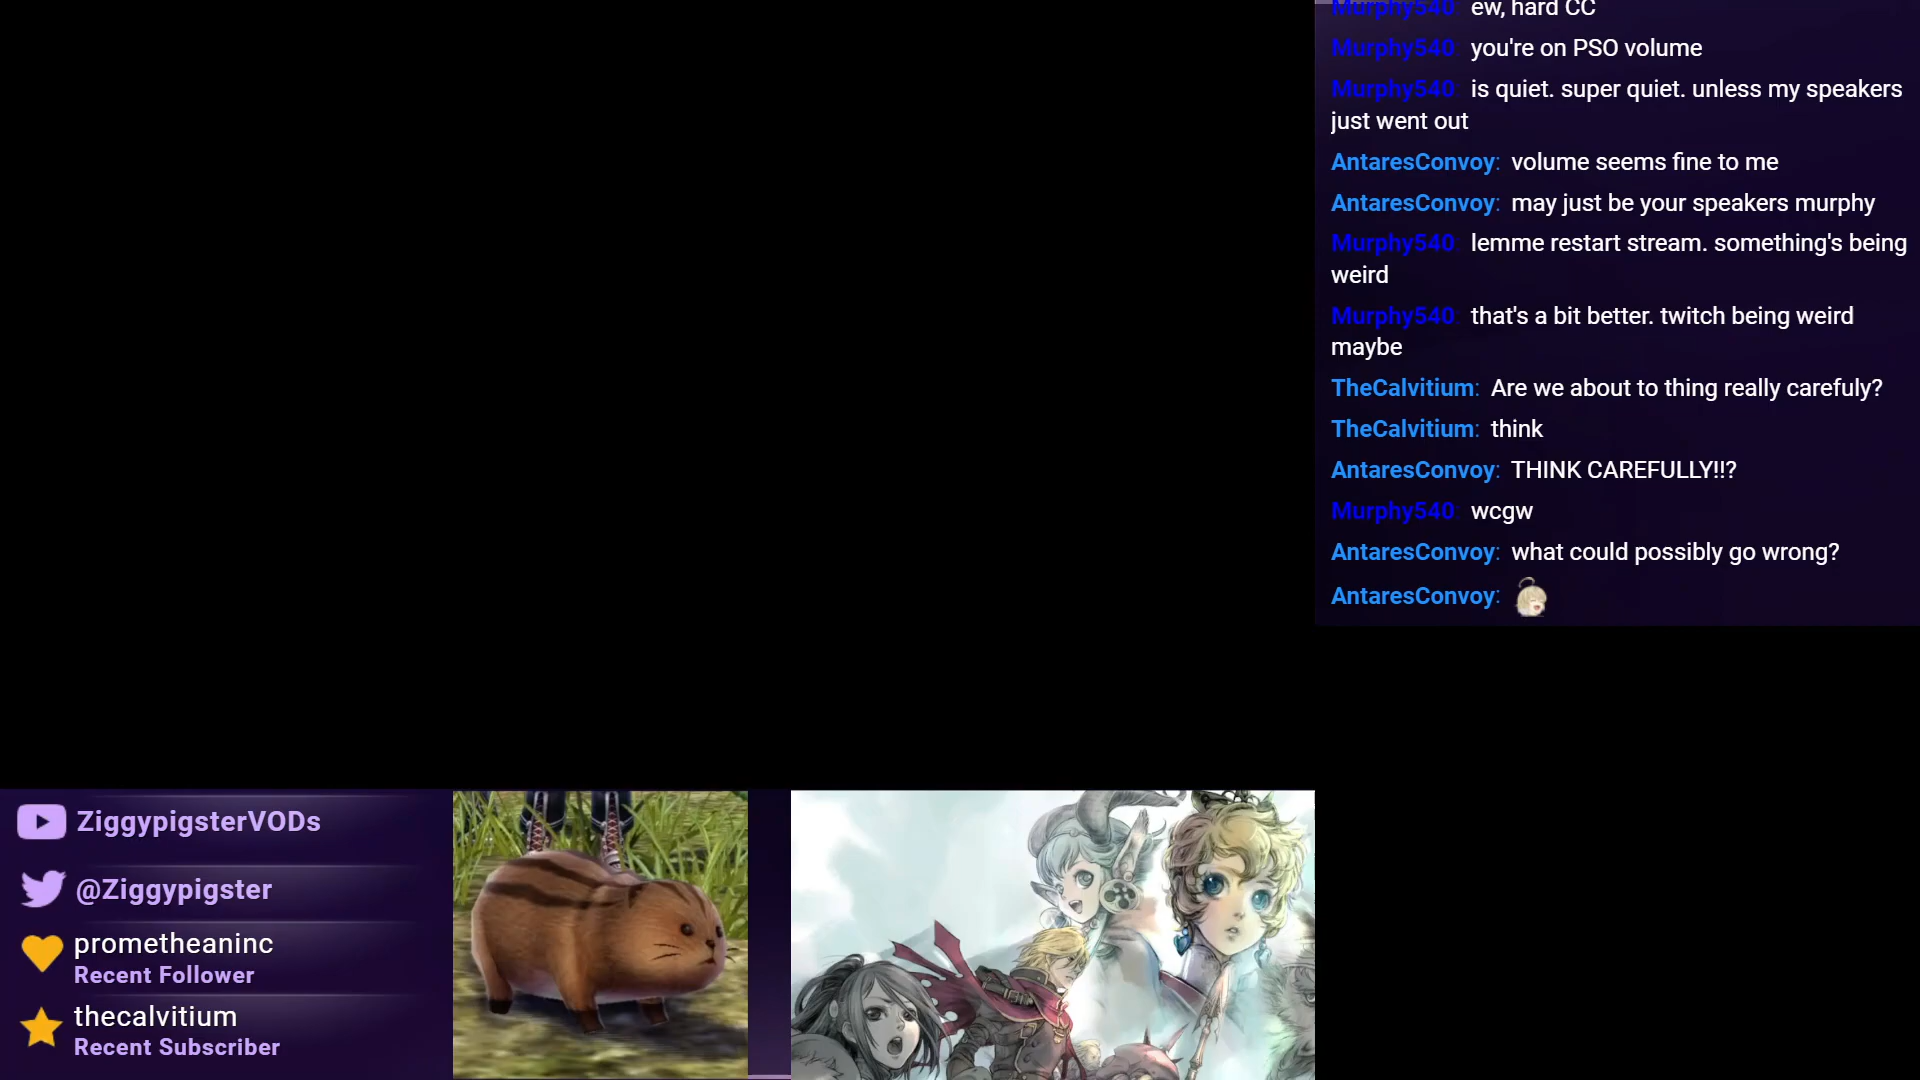 Murphy540: ew, hard CC
Murphy540: you're on PSO volume
Murphy540: is quiet. super quiet. unless my speakers
just went out
AntaresConvoy: volume seems fine to me
AntaresConvoy: may just be your speakers murphy
Murphy540: lemme restart stream. something's being
weird
Murphy540: that's a bit better. twitch being weird
maybe
TheCalvitium: Are we about to thing really carefuly?
TheCalvitium: think
AntaresConvoy: THINK CAREFULLY!!?
Murphy540: wcgw
AntaresConvoy: what could possibly go wrong?
AntaresConvoy:
ZiggypigsterVODs
@Ziggypigster
prometheaninc
Recent Follower
thecalvitium
Recent Subscriber